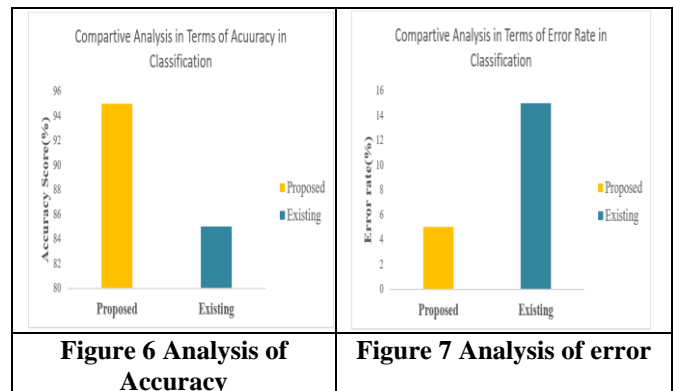 Compartive Analysis in Terms of Acuuracy in
Classification
96
94
92
90
88
86
84
82
80
Accuracy Score(%)
Proposed
Existing
Proposed
Existing
Figure 6 Analysis of
Accuracy
Compartive Analysis in Terms of Error Rate in
Classification
16
14
12
10
8
6
4
2
0
Error rate(%)
Proposed
Existing
Proposed
Existing
Figure 7 Analysis of error